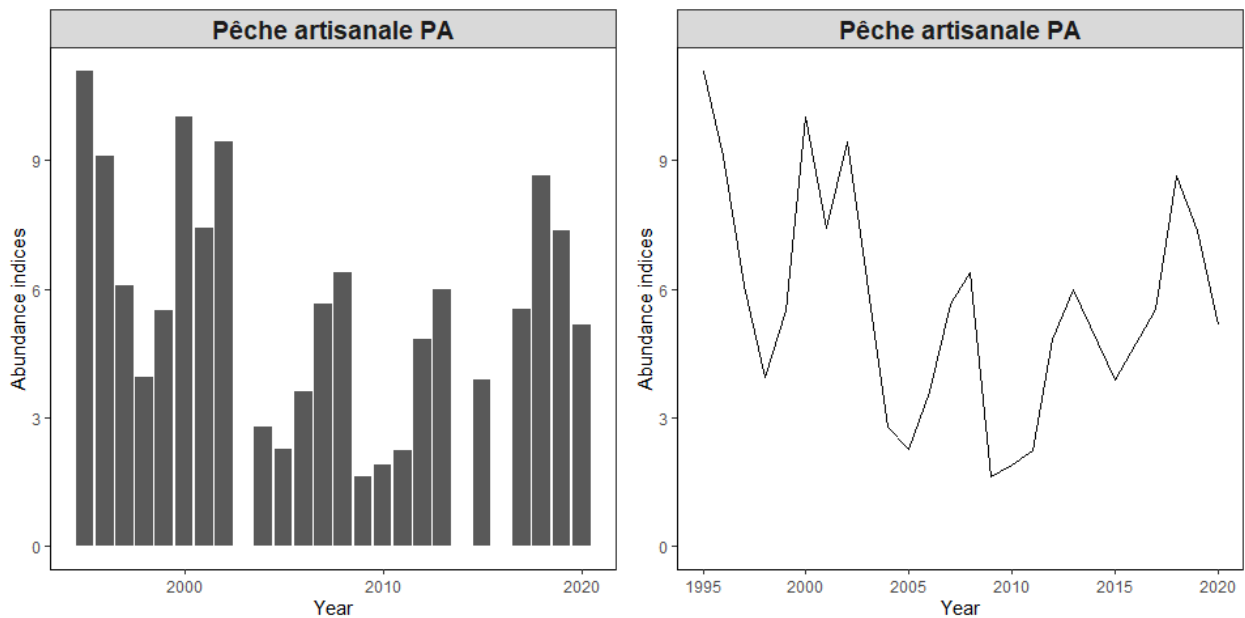 Pêche artisanale PA
Abundance indices
9
6
3
0
2000 2010 2020
Year
Pêche artisanale PA
Abundance indices
9
6
3
0
1995 2000 2005 2010 2015 2020
Year